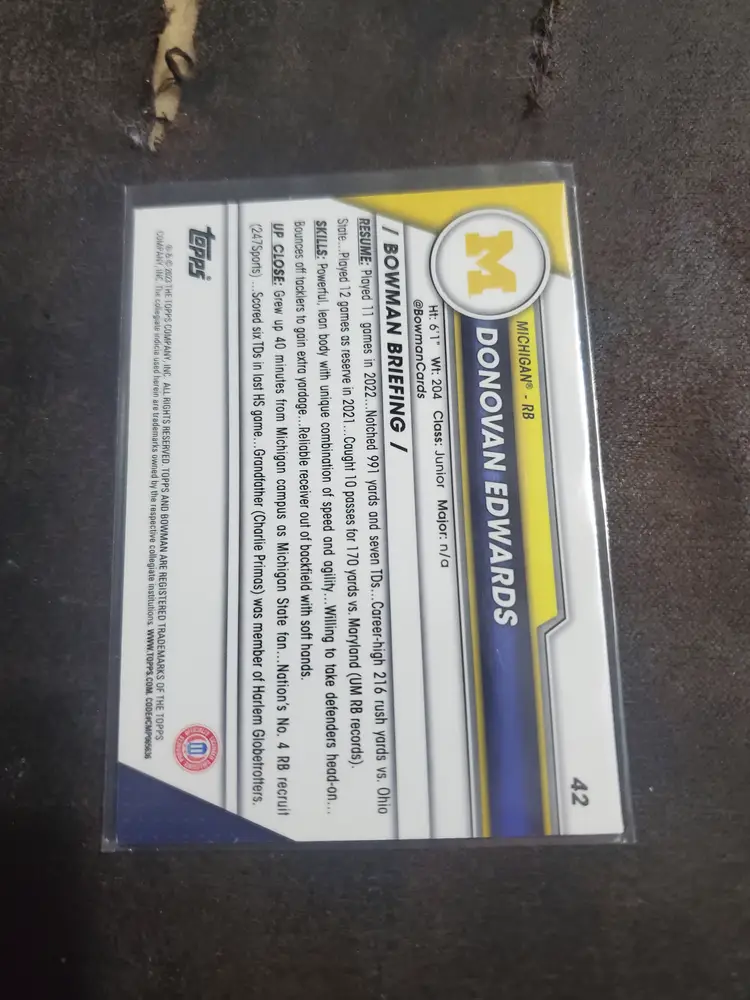 42
MICHIGAN® - RB
DONOVAN EDWARDS
M
Ht: 6'1" Wt: 204 Class: Junior Major: n/a
@BowmanCards
/ BOWMAN BRIEFING /
RESUME: Played 11 games in 2022...Notched 991 yards and seven TDs...Career-high 216 rush yards vs. Ohio
State...Played 12 games as reserve in 2021...Caught 10 passes for 170 yards vs. Maryland (UM RB records).
SKILLS: Powerful, lean body with unique combination of speed and agility...Willing to take defenders head-on...
Bounces off tacklers to gain extra yardage...Reliable receiver out of backfield with soft hands.
UP CLOSE: Grew up 40 minutes from Michigan campus as Michigan State fan...Nation's No. 4 RB recruit
(247Sports) ...Scored six TDs in last HS game...Grandfather (Charlie Primas) was member of Harlem Globetrotters.
topps®
® & © 2023 THE TOPPS COMPANY, INC. ALL RIGHTS RESERVED. TOPPS AND BOWMAN ARE REGISTERED TRADEMARKS OF THE TOPPS
COMPANY, INC. The collegiate indicia used herein are trademarks owned by the respective collegiate institutions. WWW.TOPPS.COM. CODE#CMP085636